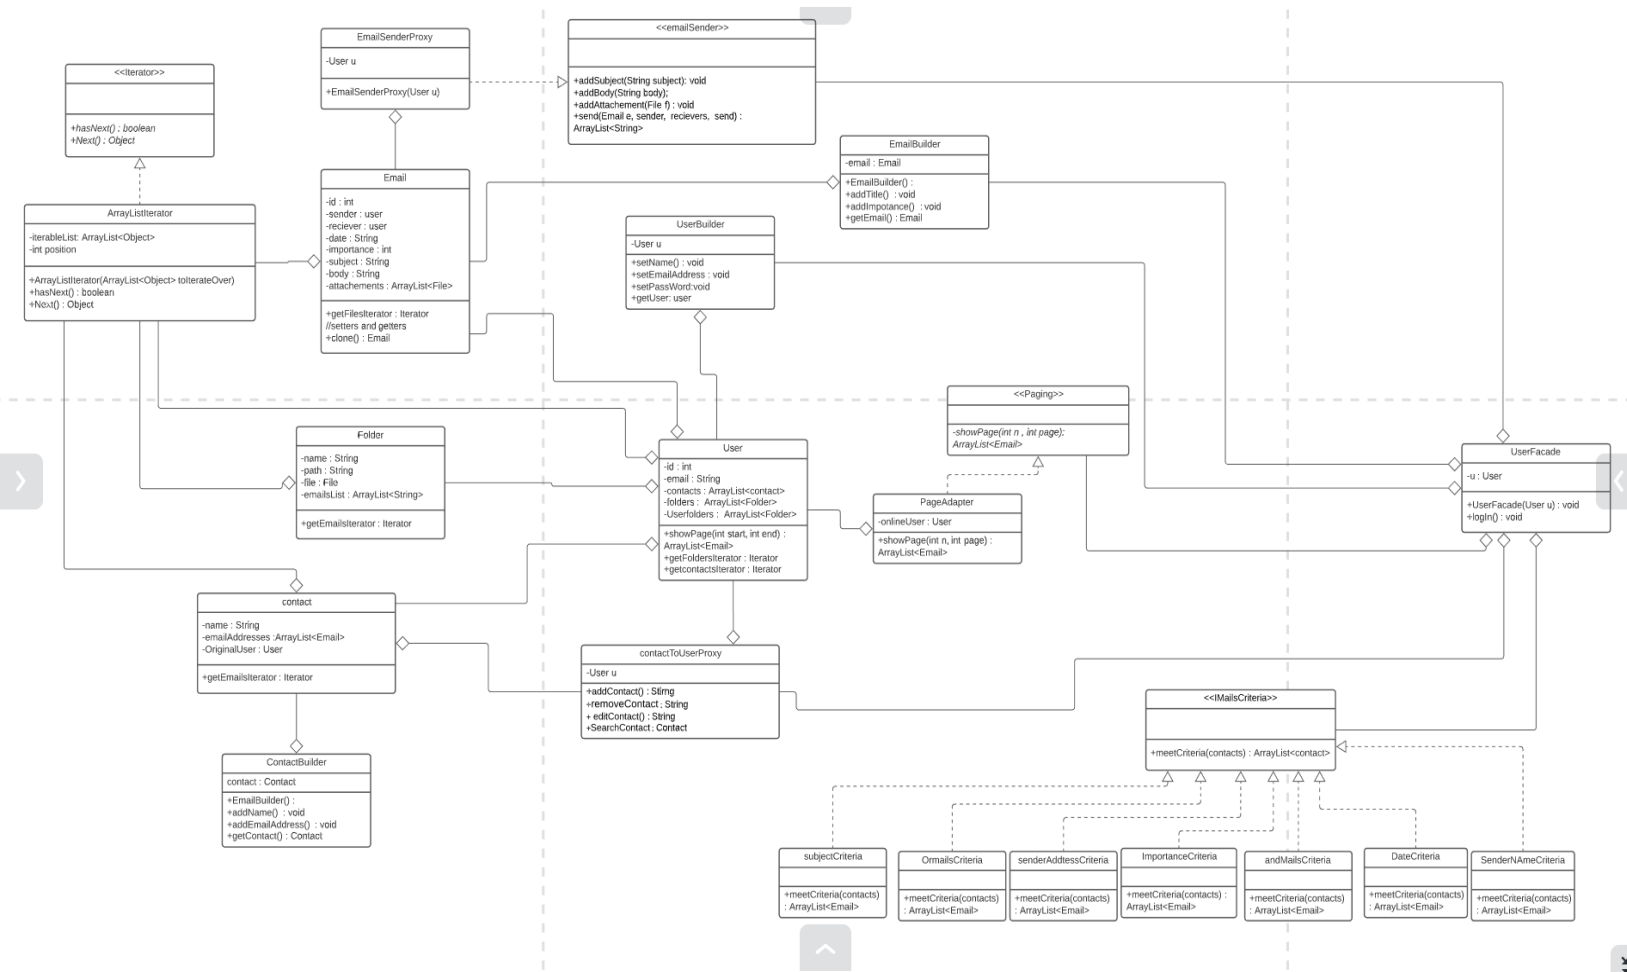 EmailSenderProxy
-User u
+EmailSenderProxy(User u)
<<emailSender>>
+addSubject(String subject): void
+addBody(String body);
+addAttachement(File f) : void
+send(Email e, sender, recievers, send) :
ArrayList<String>
<<Iterator>>
+hasNext() : boolean
+Next() : Object
EmailBuilder
-email : Email
+EmailBuilder() :
+addTitle() : void
+addImpotance() : void
+getEmail() : Email
Email
-id : int
-sender : user
-reciever : user
-date : String
-importance : int
-subject : String
-body : String
-attachements : ArrayList<File>
+getFilesIterator : Iterator
//setters and getters
+clone() : Email
ArrayListIterator
-iterableList: ArrayList<Object>
-int position
+ArrayListIterator(ArrayList<Object> toIterateOver)
+hasNext() : boolean
+Next() : Object
UserBuilder
-User u
+setName() : void
+setEmailAddress : void
+setPassWord:void
+getUser: user
<<Paging>>
-showPage(int n , int page);
ArrayList<Email>
Folder
-name : String
-path : String
-file : File
-emailsList : ArrayList<String>
+getEmailsIterator : Iterator
User
-id : int
-email : String
-contacts : ArrayList<contact>
-folders : ArrayList<Folder>
-Userfolders : ArrayList<Folder>
+showPage(int start, int end) :
ArrayList<Email>
+getFoldersIterator : Iterator
+getcontactsIterator : Iterator
UserFacade
-u : User
+UserFacade(User u) : void
+logIn() : void
PageAdapter
-onlineUser : User
+showPage(int n, int page) :
ArrayList<Email>
contact
-name : String
-emailAddresses :ArrayList<Email>
-OriginalUser : User
+getEmailsIterator : Iterator
contactToUserProxy
-User u
+addContact() : Stirng
+removeContact : String
+ editContact() : String
+SearchContact : Contact
<<IMailsCriteria>>
+meetCriteria(contacts) : ArrayList<contact>
ContactBuilder
contact : Contact
+EmailBuilder() :
+addName() : void
+addEmailAddress() : void
+getContact() : Contact
subjectCriteria
+meetCriteria(contacts)
: ArrayList<Email>
OrmailsCriteria
+meetCriteria(contacts)
: ArrayList<Email>
senderAddtessCriteria
+meetCriteria(contacts)
: ArrayList<Email>
ImportanceCriteria
+meetCriteria(contacts) :
ArrayList<Email>
andMailsCriteria
+meetCriteria(contacts)
: ArrayList<Email>
DateCriteria
+meetCriteria(contacts)
: ArrayList<Email>
SenderNAmeCriteria
+meetCriteria(contacts)
: ArrayList<Email>